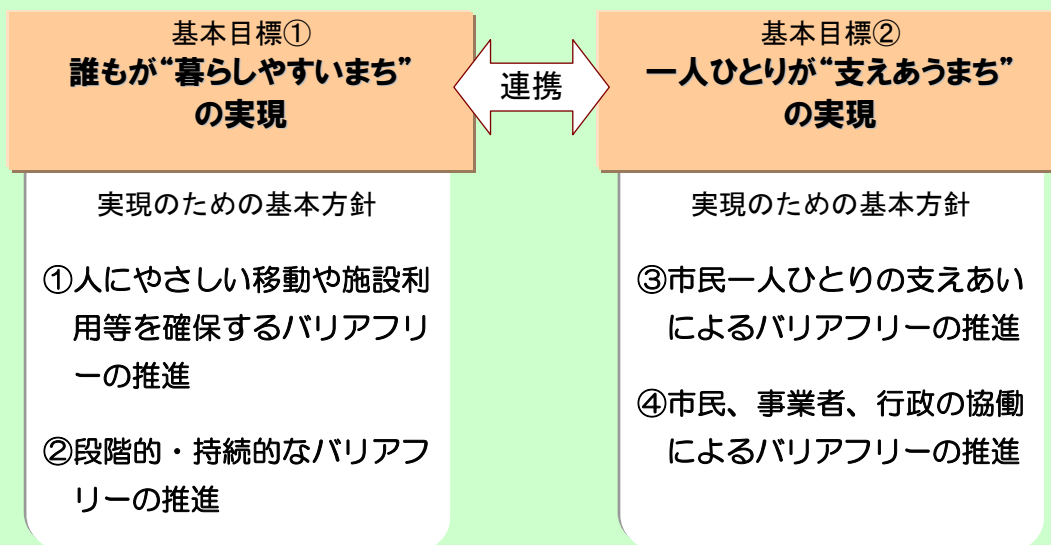 基本目標①
誰もが“暮らしやすいまち”
の実現
連携
基本目標②
一人ひとりが“支えあうまち”
の実現
実現のための基本方針
①人にやさしい移動や施設利
用等を確保するバリアフリ
ーの推進
②段階的・持続的なバリアフ
リーの推進
実現のための基本方針
③市民一人ひとりの支えあい
によるバリアフリーの推進
④市民、事業者、行政の協働
によるバリアフリーの推進